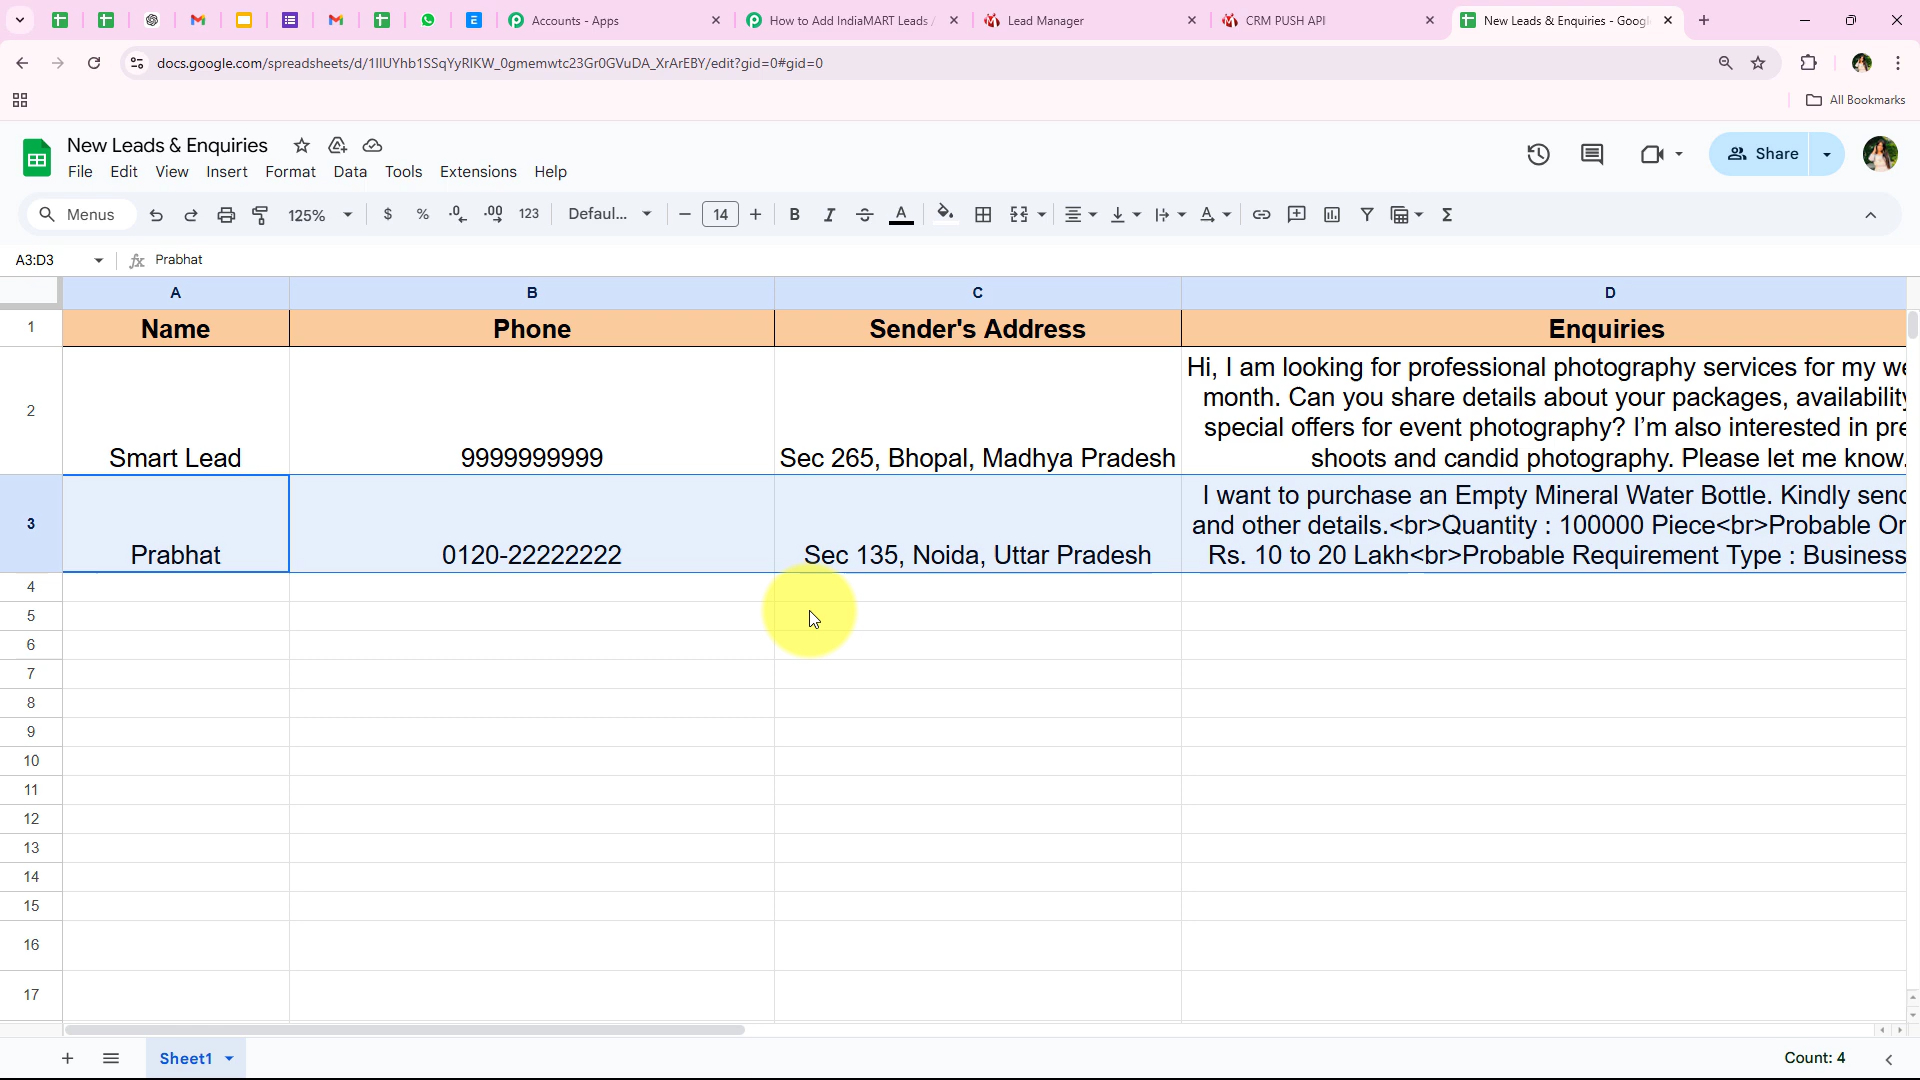 Accounts - Apps
How to Add IndiaMART Leads
Lead Manager
CRM PUSH API
New Leads & Enquiries - Googl
docs.google.com/spreadsheets/d/1IIUYhb1SSqYyRlKW_0gmemwtc23Gr0GVuDA_XrArEBY/edit?gid=0#gid=0
All Bookmarks
New Leads & Enquiries
File Edit View Insert Format Data Tools Extensions Help
Share
Menus 125% $ % .0 .00 123 Defaul... 14 B I A
A3:D3 fx Prabhat
A B C D
1 Name Phone Sender's Address Enquiries
Hi, I am looking for professional photography services for my we
month. Can you share details about your packages, availability
special offers for event photography? I'm also interested in pre
2 Smart Lead 9999999999 Sec 265, Bhopal, Madhya Pradesh shoots and candid photography. Please let me know.
I want to purchase an Empty Mineral Water Bottle. Kindly send
and other details.<br>Quantity : 100000 Piece<br>Probable Or
3 Prabhat 0120-22222222 Sec 135, Noida, Uttar Pradesh Rs. 10 to 20 Lakh<br>Probable Requirement Type : Business
4
5
6
7
8
9
10
11
12
13
14
15
16
17
Sheet1
Count: 4